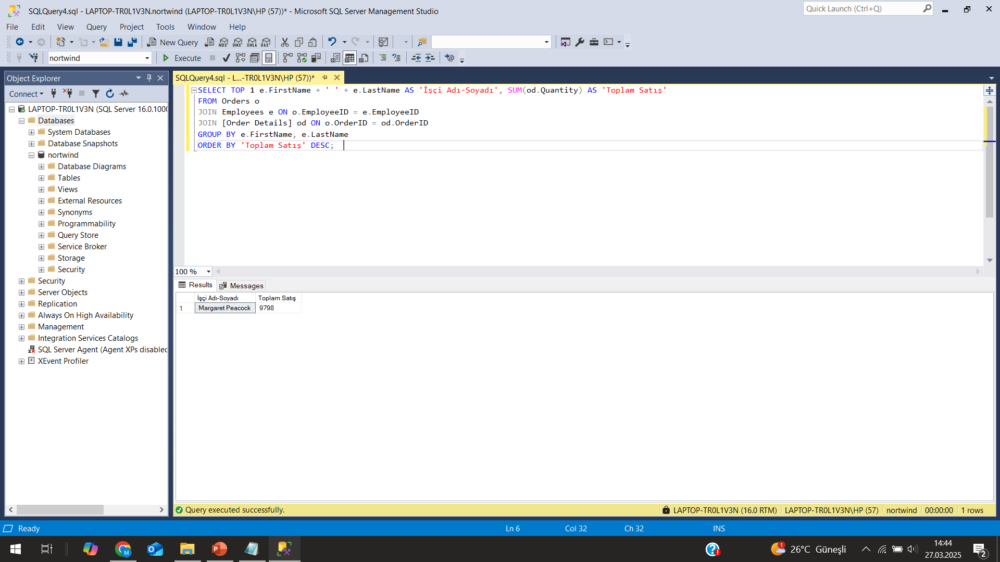 SQLQuery4.sql - LAPTOP-TR0L1V3N.nortwind (LAPTOP-TR0L1V3N\HP (57))* - Microsoft SQL Server Management Studio
Quick Launch (Ctrl+Q)
File Edit View Query Project Tools Window Help
New Query
MDX DMX XMLA DAX
nortwind
Execute
Object Explorer
Connect
LAPTOP-TR0L1V3N (SQL Server 16.0.1000
Databases
System Databases
Database Snapshots
nortwind
Database Diagrams
Tables
Views
External Resources
Synonyms
Programmability
Query Store
Service Broker
Storage
Security
Security
Server Objects
Replication
Always On High Availability
Management
Integration Services Catalogs
SQL Server Agent (Agent XPs disabled
XEvent Profiler
SQLQuery4.sql - L...-TR0L1V3N\HP (57))*
SELECT TOP 1 e.FirstName + ' ' + e.LastName AS 'İşçi Adı-Soyadı', SUM(od.Quantity) AS 'Toplam Satış'
FROM Orders o
JOIN Employees e ON o.EmployeeID = e.EmployeeID
JOIN [Order Details] od ON o.OrderID = od.OrderID
GROUP BY e.FirstName, e.LastName
ORDER BY 'Toplam Satış' DESC;
100 %
Results Messages
İşçi Adı-Soyadı Toplam Satış
1 Margaret Peacock 9798
Query executed successfully.
LAPTOP-TR0L1V3N (16.0 RTM) LAPTOP-TR0L1V3N\HP (57) nortwind 00:00:00 1 rows
Ready Ln 6 Col 32 Ch 32 INS
1 26°C Güneşli
14:44
27.03.2025
2